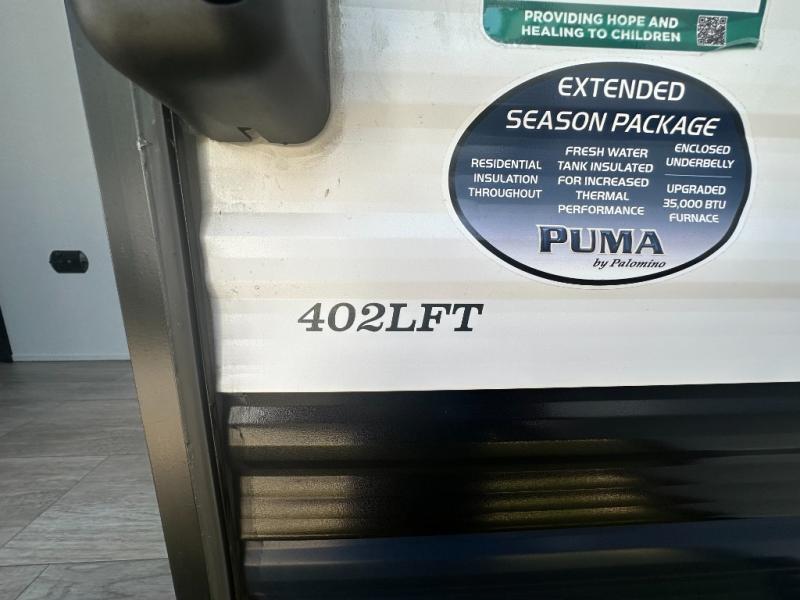 PROVIDING HOPE AND
HEALING TO CHILDREN
EXTENDED
SEASON PACKAGE
RESIDENTIAL
INSULATION
THROUGHOUT
FRESH WATER
TANK INSULATED
FOR INCREASED
THERMAL
PERFORMANCE
ENCLOSED
UNDERBELLY
UPGRADED
35,000 BTU
FURNACE
PUMA
by Palomino
402LFT